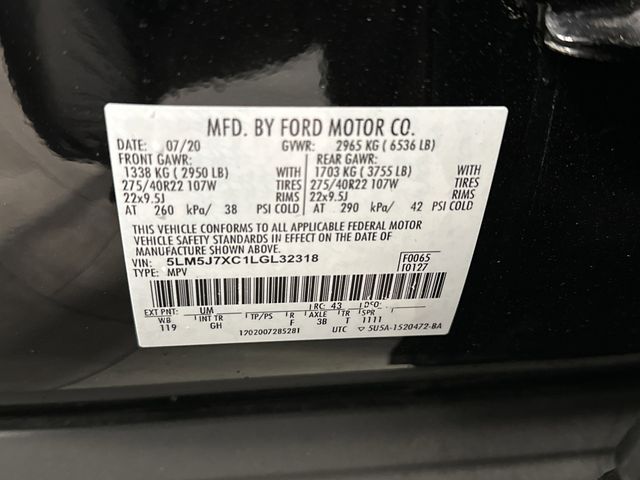 MFD. BY FORD MOTOR CO.
DATE: 07/20 GVWR: 2965 KG ( 6536 LB)
FRONT GAWR: REAR GAWR:
1338 KG ( 2950 LB) WITH 1703 KG ( 3755 LB) WITH
275/40R22 107W TIRES 275/40R22 107W TIRES
22x9.5J RIMS 22x9.5J RIMS
AT 260 kPa/ 38 PSI COLD AT 290 kPa/ 42 PSI COLD
THIS VEHICLE CONFORMS TO ALL APPLICABLE FEDERAL MOTOR
VEHICLE SAFETY STANDARDS IN EFFECT ON THE DATE OF
MANUFACTURE SHOWN ABOVE.
VIN: 5LM5J7XC1LGL32318 F0065
TYPE: MPV T0127
EXT PNT: UM RC: 43 DSO:
WB INT TR TP/PS R AXLE TR SPR
119 GH F 3B T 1111
1202007285281 UTC ▽ 5U5A-1520472-BA